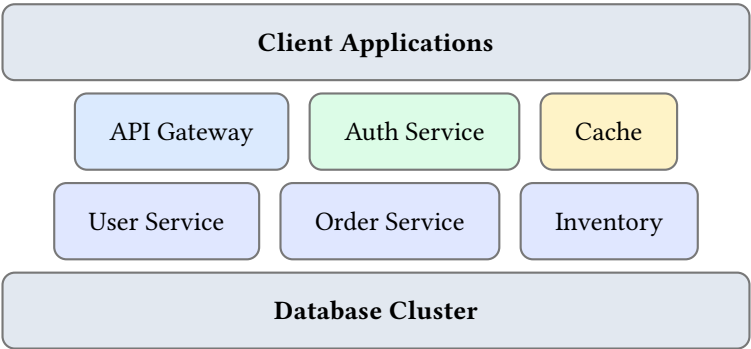 Client Applications
API Gateway Auth Service Cache
User Service Order Service Inventory
Database Cluster